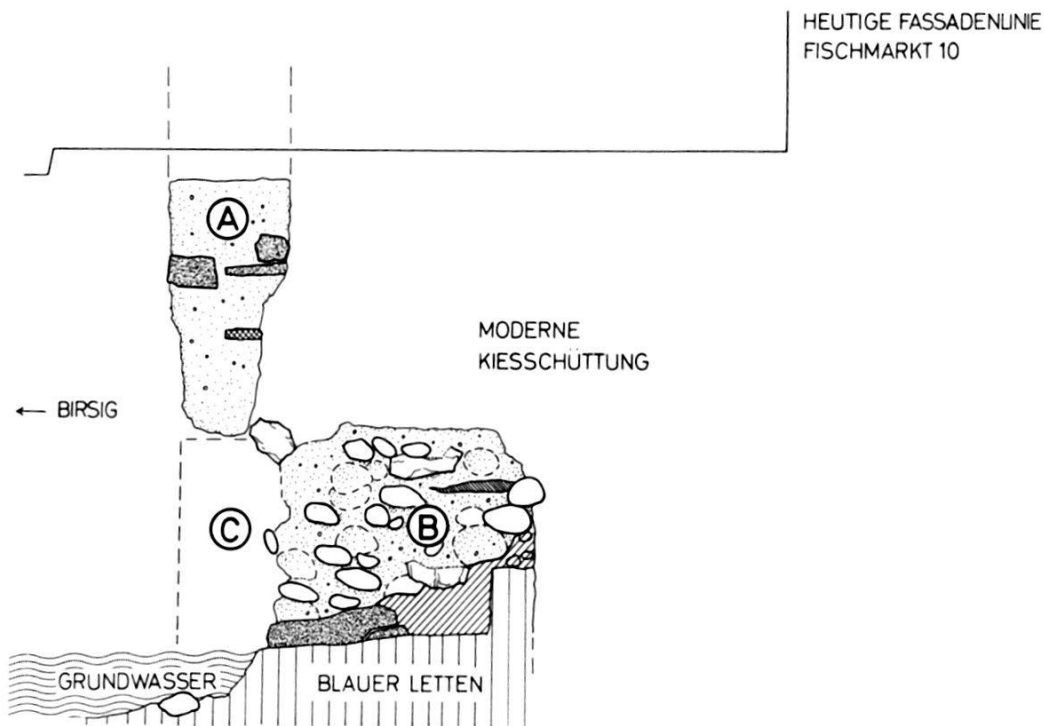 HEUTIGE FASSADENLINIE
FISCHMARKT 10
A
MODERNE
KIESSCHÜTTUNG
← BIRSIG
C
B
GRUNDWASSER
BLAUER LETTEN